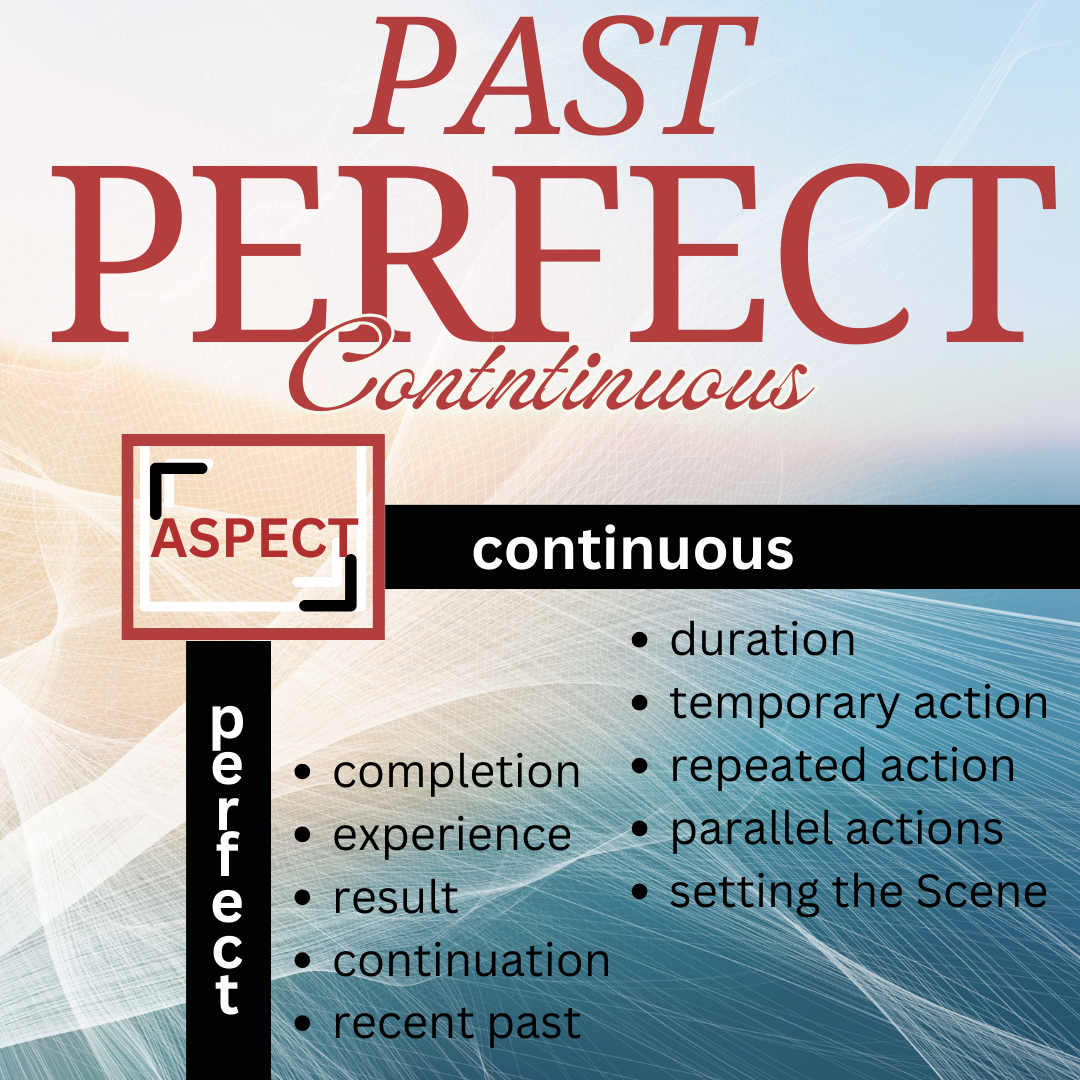 PAST
PERFECT
Contntinuous
ASPECT
continuous
perfect
• completion
• experience
• result
• continuation
• recent past
• duration
• temporary action
• repeated action
• parallel actions
• setting the Scene